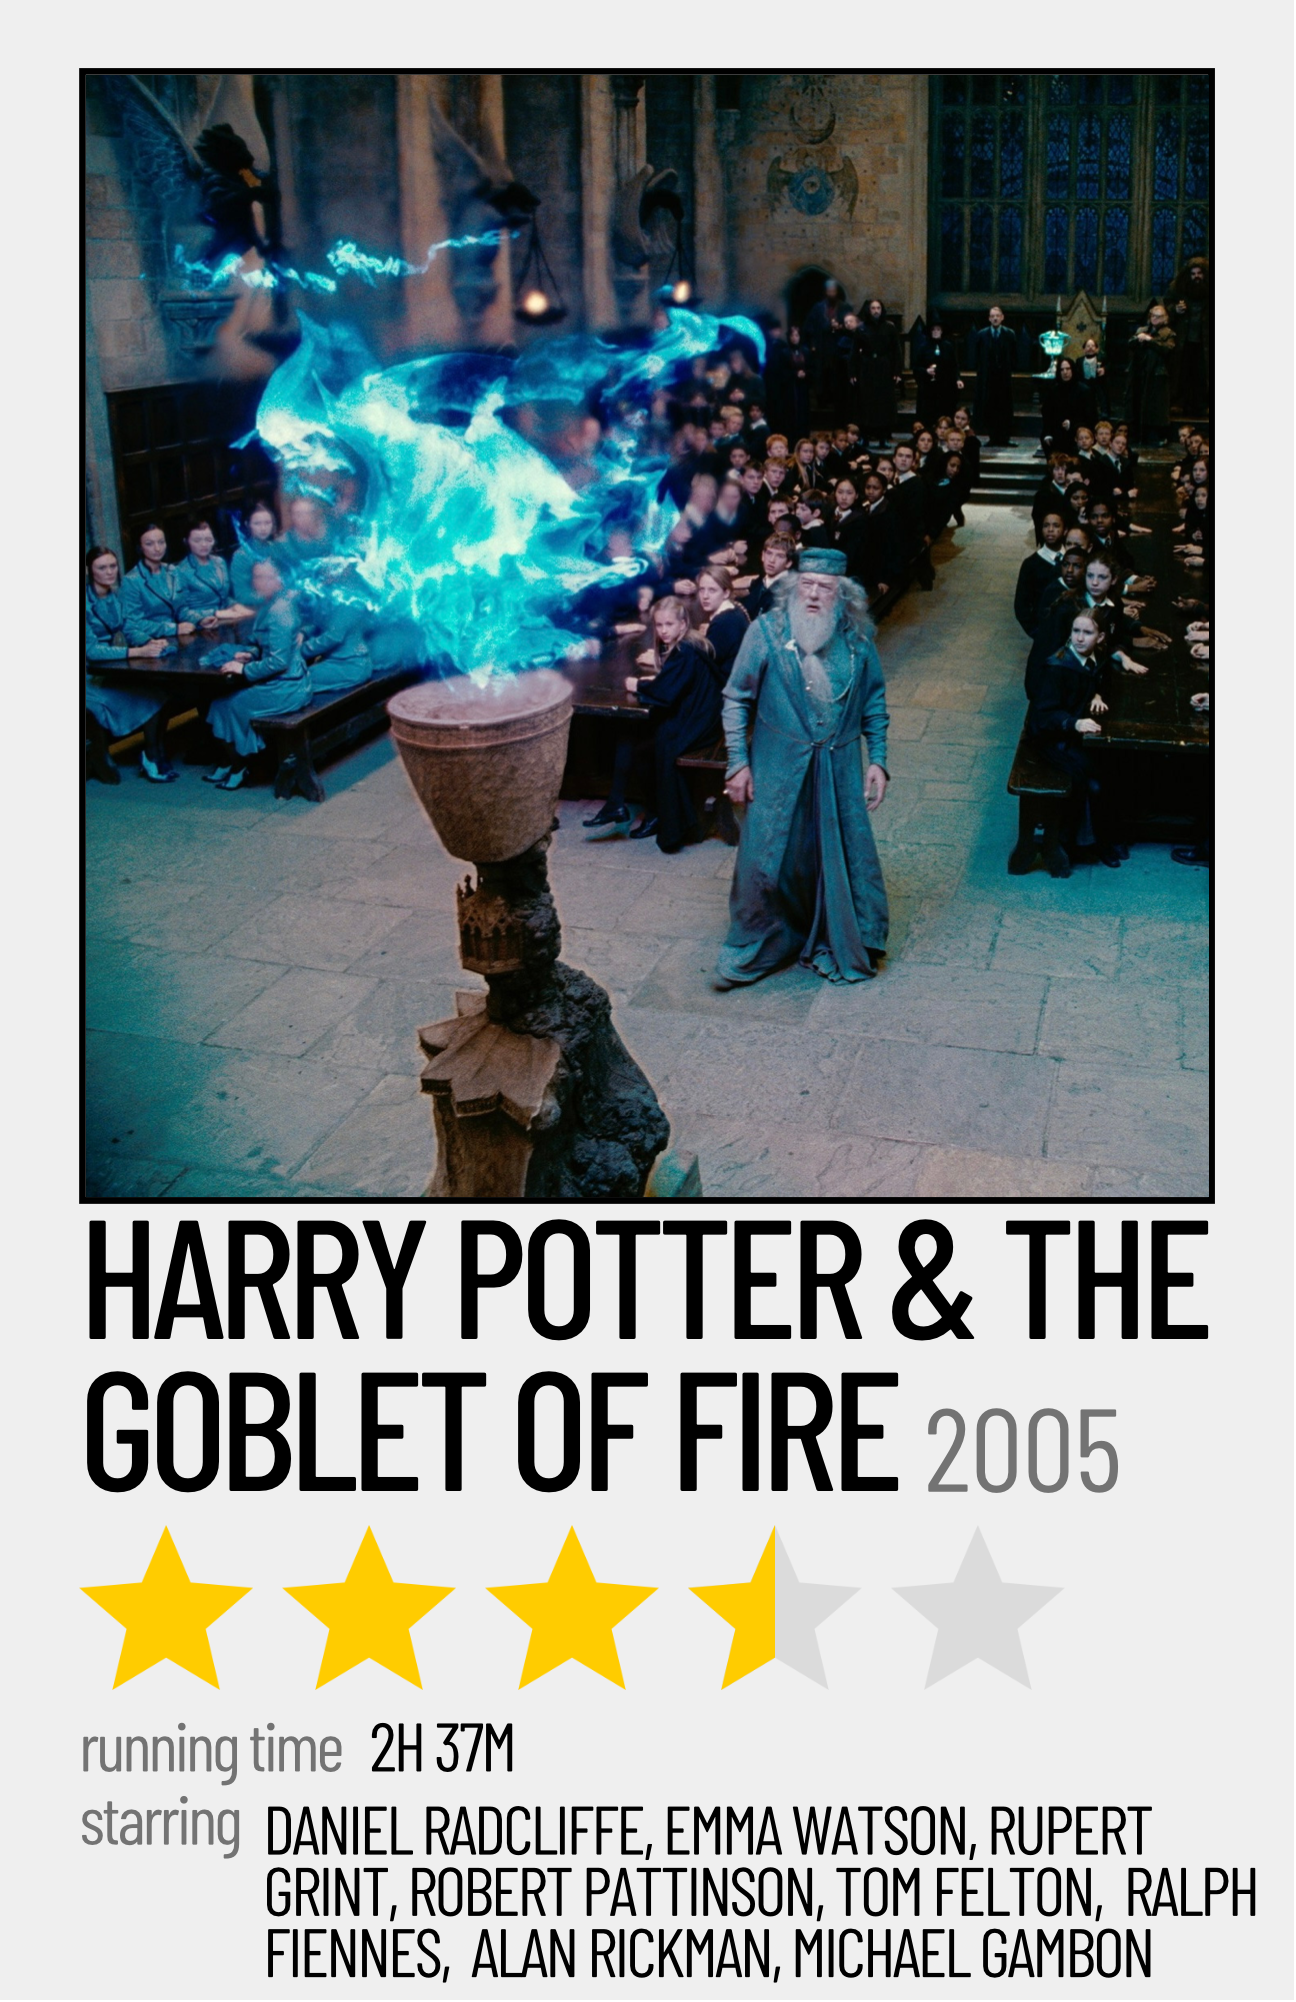 HARRY POTTER & THE
GOBLET OF FIRE 2005
running time 2H 37M
starring DANIEL RADCLIFFE, EMMA WATSON, RUPERT
GRINT, ROBERT PATTINSON, TOM FELTON, RALPH
FIENNES, ALAN RICKMAN, MICHAEL GAMBON